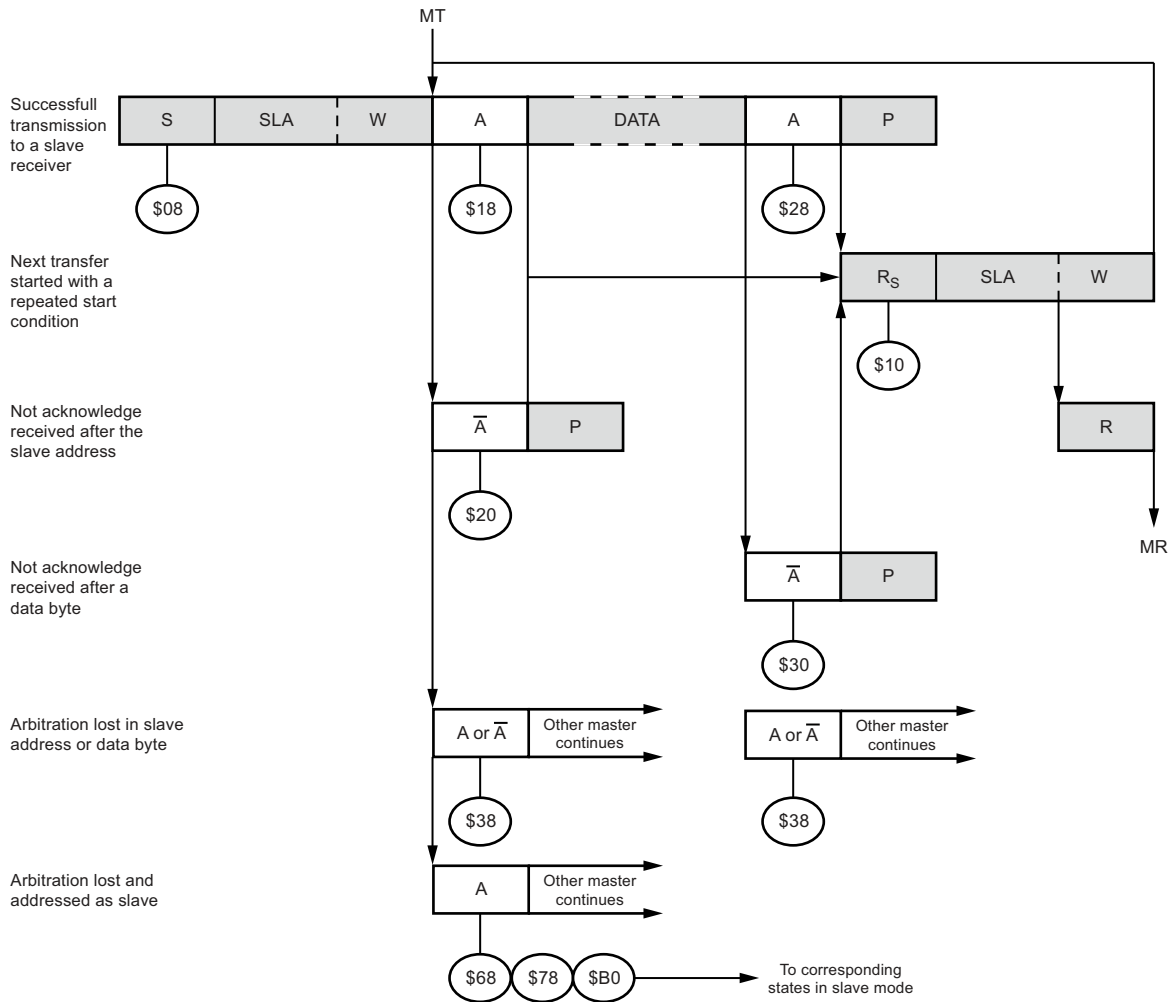 MT
Successfull
transmission
to a slave
receiver
S SLA W A DATA A P
$08 $18 $28
Next transfer
started with a
repeated start
condition
RS SLA W
$10
Not acknowledge
received after the
slave address
A̅ P R
$20
MR
Not acknowledge
received after a
data byte
A̅ P
$30
Arbitration lost in slave
address or data byte
A or A̅ Other master
continues
A or A̅ Other master
continues
$38 $38
Arbitration lost and
addressed as slave
A Other master
continues
$68 $78 $B0 To corresponding
states in slave mode